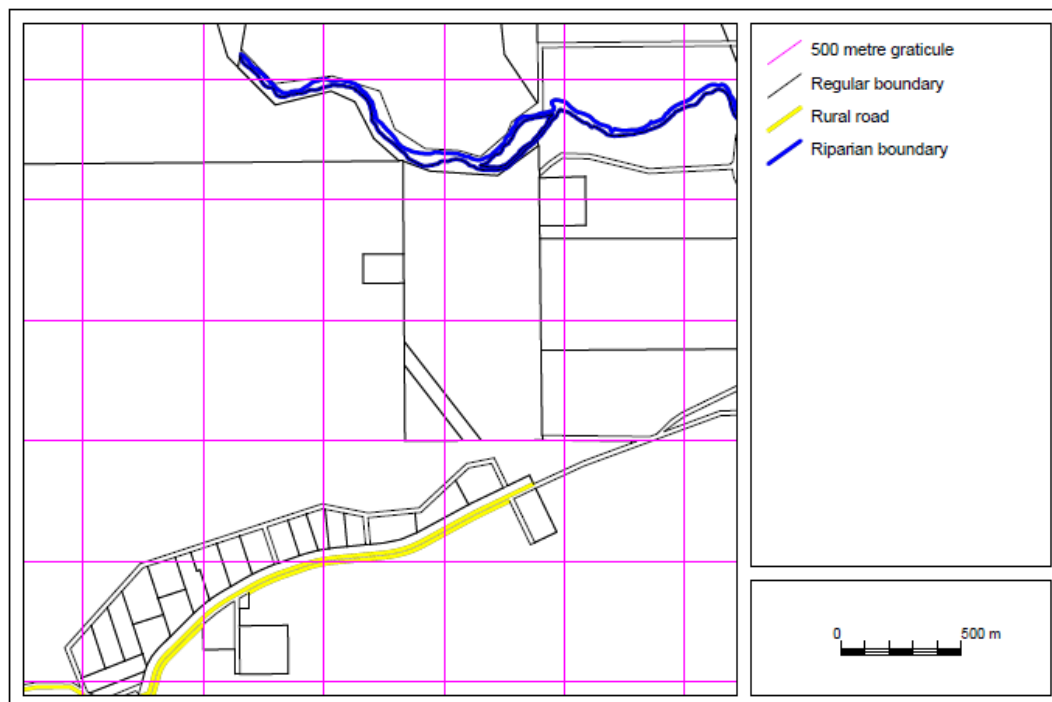 500 metre graticule
Regular boundary
Rural road
Riparian boundary
0 500 m